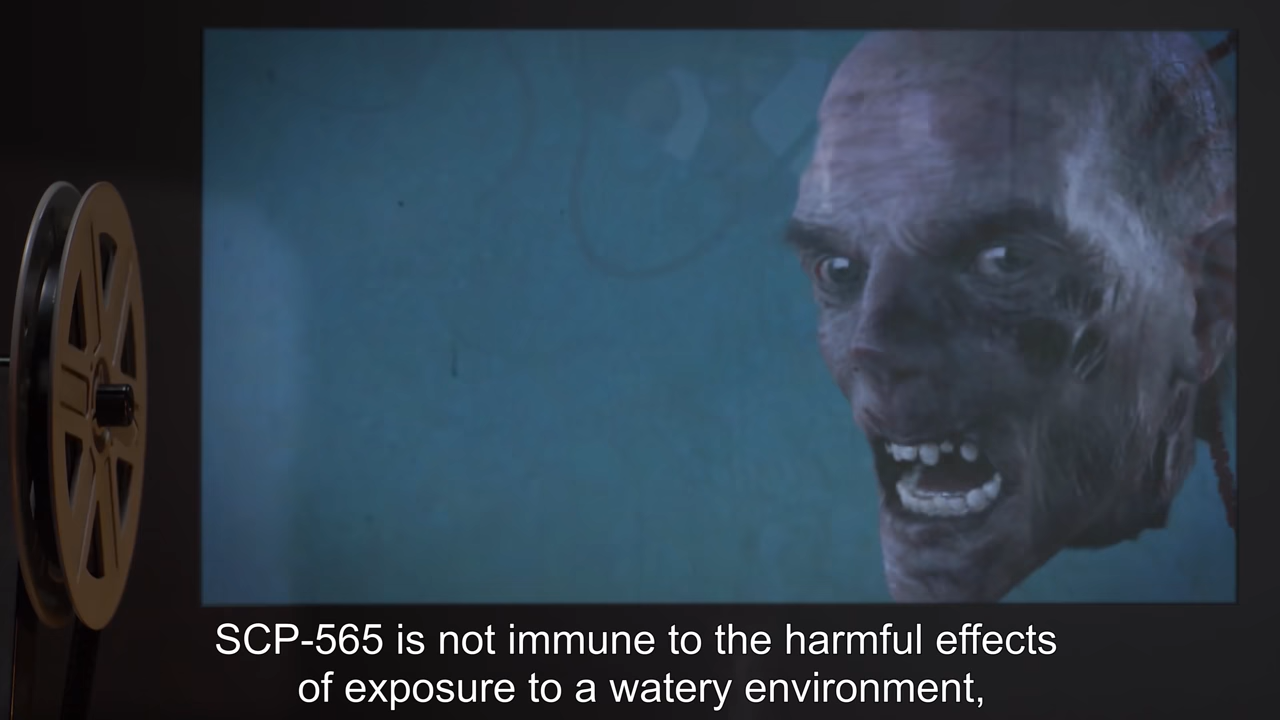 SCP-565 is not immune to the harmful effects
of exposure to a watery environment,